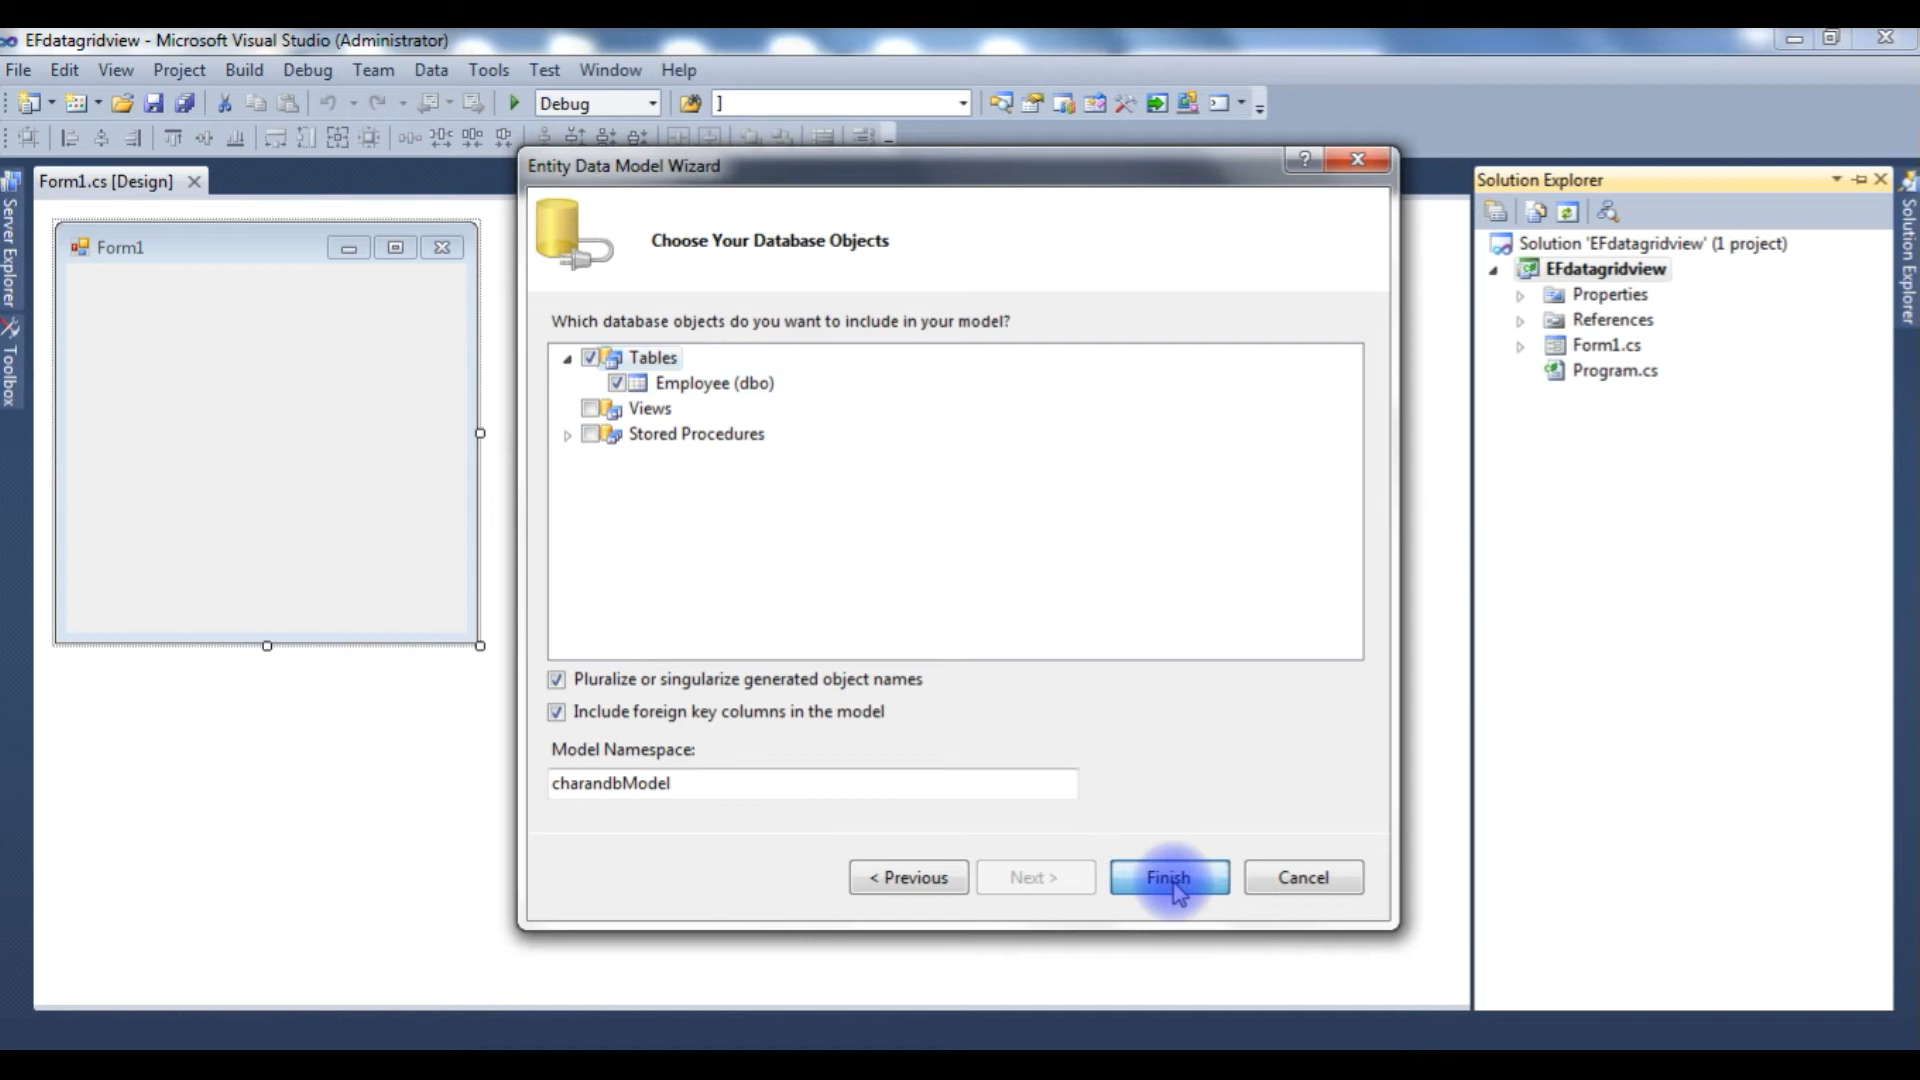 EFdatagridview - Microsoft Visual Studio (Administrator)
File Edit View Project Build Debug Team Data Tools Test Window Help
Debug
]
Server Explorer
Toolbox
Form1.cs [Design]
Form1
Entity Data Model Wizard
?
Choose Your Database Objects
Which database objects do you want to include in your model?
Tables
Employee (dbo)
Views
Stored Procedures
Pluralize or singularize generated object names
Include foreign key columns in the model
Model Namespace:
charandbModel
< Previous
Next >
Finish
Cancel
Solution Explorer
Solution 'EFdatagridview' (1 project)
EFdatagridview
Properties
References
Form1.cs
Program.cs
Solution Explorer